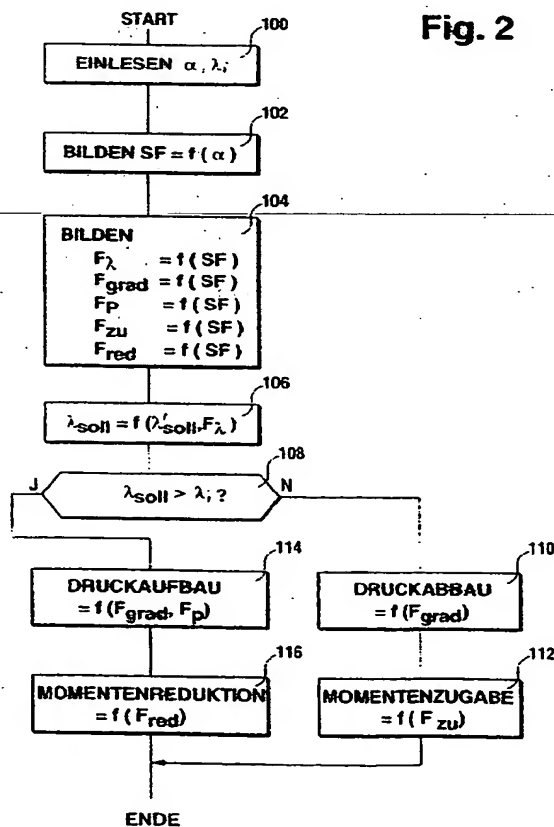 START
Fig. 2
100
EINLESEN α, λi
102
BILDEN SF = f(α)
104
BILDEN
Fλ = f(SF)
Fgrad = f(SF)
FP = f(SF)
Fzu = f(SF)
Fred = f(SF)
106
λsoll = f(λ'soll, Fλ)
108
J
λsoll > λi ?
N
114
DRUCKAUFBAU
= f(Fgrad, Fp)
110
DRUCKABBAU
= f(Fgrad)
116
MOMENTENREDUKTION
= f(Fred)
112
MOMENTENZUGABE
= f(Fzu)
ENDE